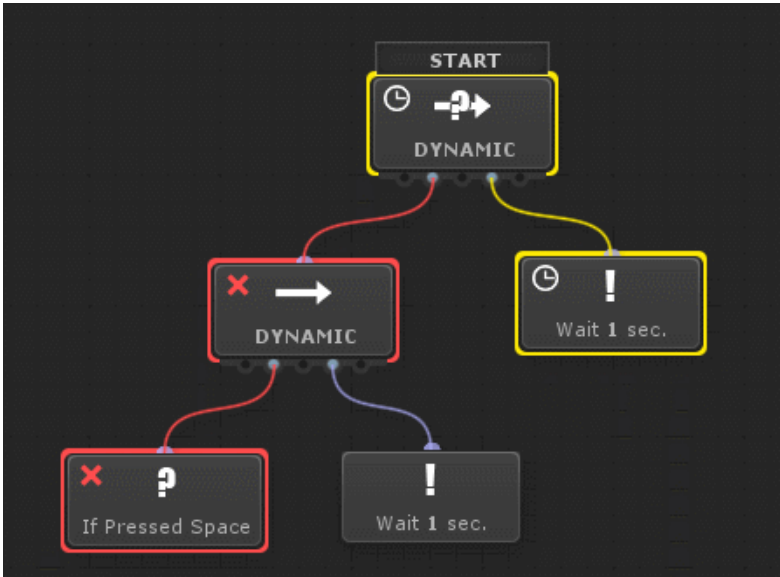 START
DYNAMIC
DYNAMIC
Wait 1 sec.
If Pressed Space
Wait 1 sec.